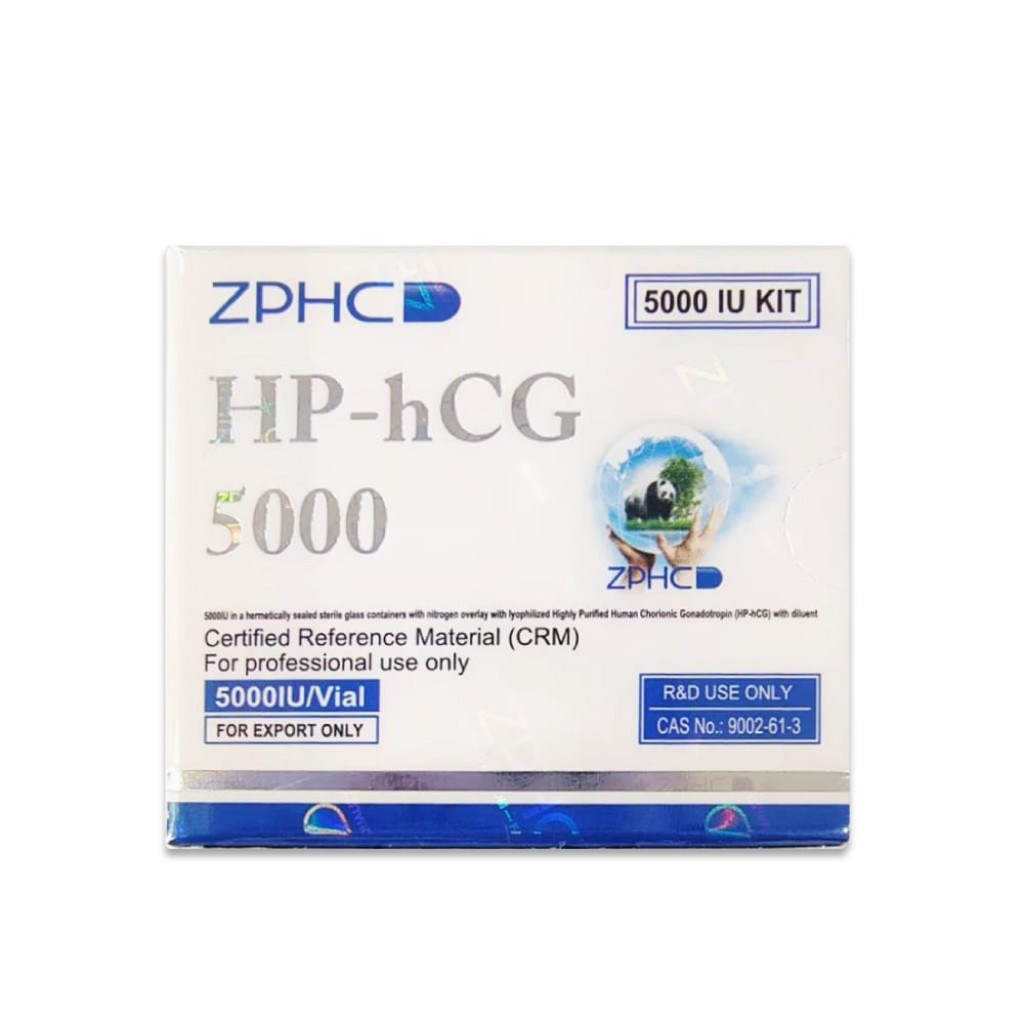 ZPHC
5000 IU KIT
HP-hCG
5000
ZPHC
5000IU in a hermetically sealed sterile glass containers with nitrogen overlay with lyophilized Highly Purified Human Chorionic Gonadotropin (HP-hCG) with diluent
Certified Reference Material (CRM)
For professional use only
5000IU/Vial
FOR EXPORT ONLY
R&D USE ONLY
CAS No.: 9002-61-3